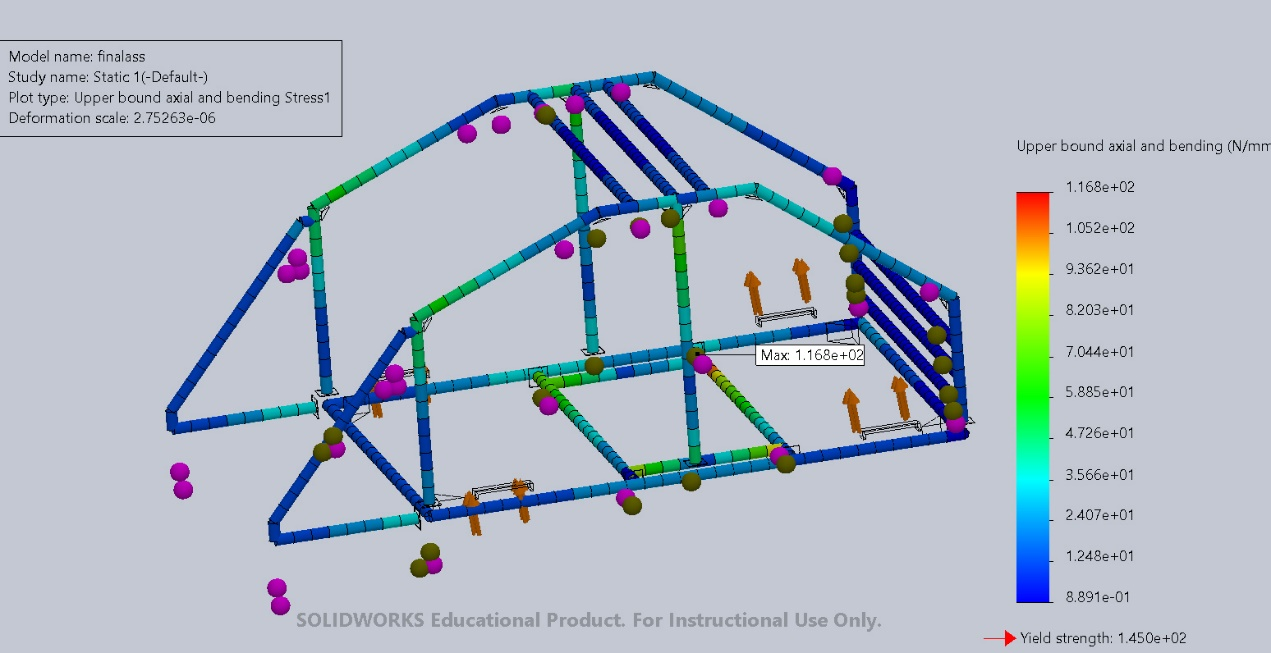 Model name: finalass
Study name: Static 1(-Default-)
Plot type: Upper bound axial and bending Stress1
Deformation scale: 2.75263e-06
Upper bound axial and bending (N/mm
1.168e+02
1.052e+02
9.362e+01
8.203e+01
7.044e+01
5.885e+01
4.726e+01
3.566e+01
2.407e+01
1.248e+01
8.891e-01
Yield strength: 1.450e+02
Max: 1.168e+02
SOLIDWORKS Educational Product. For Instructional Use Only.